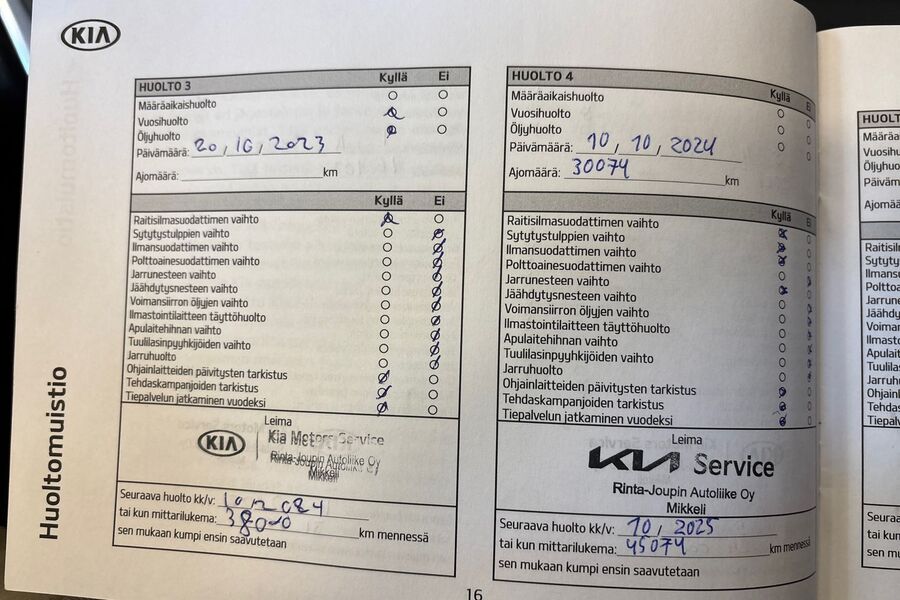 KIA
HUOLTO 3 Kyllä Ei
Määräaikaishuolto
Vuosihuolto
Öljyhuolto
Päivämäärä: 20, 10, 2023
Ajomäärä: km
Kyllä Ei
Raitisilmasuodattimen vaihto
Sytytystulppien vaihto
Ilmansuodattimen vaihto
Polttoainesuodattimen vaihto
Jarrunesteen vaihto
Jäähdytysnesteen vaihto
Voimansiirron öljyjen vaihto
Ilmastointilaitteen täyttöhuolto
Apulaitehihnan vaihto
Tuulilasinpyyhkijöiden vaihto
Jarruhuolto
Ohjainlaitteiden päivitysten tarkistus
Tehdaskampanjoiden tarkistus
Tiepalvelun jatkaminen vuodeksi
Leima
KIA Kia Motors Service
Rinta-Joupin Autoliike Oy
Mikkeli
Seuraava huolto kk/v:
tai kun mittarilukema: km mennessä
sen mukaan kumpi ensin saavutetaan
HUOLTO 4 Kyllä Ei
Määräaikaishuolto
Vuosihuolto
Öljyhuolto
Päivämäärä: 10, 10, 2024
Ajomäärä: 30074 km
Kyllä Ei
Raitisilmasuodattimen vaihto
Sytytystulppien vaihto
Ilmansuodattimen vaihto
Polttoainesuodattimen vaihto
Jarrunesteen vaihto
Jäähdytysnesteen vaihto
Voimansiirron öljyjen vaihto
Ilmastointilaitteen täyttöhuolto
Apulaitehihnan vaihto
Tuulilasinpyyhkijöiden vaihto
Jarruhuolto
Ohjainlaitteiden päivitysten tarkistus
Tehdaskampanjoiden tarkistus
Tiepalvelun jatkaminen vuodeksi
Leima
KIA Service
Rinta-Joupin Autoliike Oy
Mikkeli
Seuraava huolto kk/v: 10, 2025
tai kun mittarilukema: 45074 km mennessä
sen mukaan kumpi ensin saavutetaan
Huoltomuistio
16